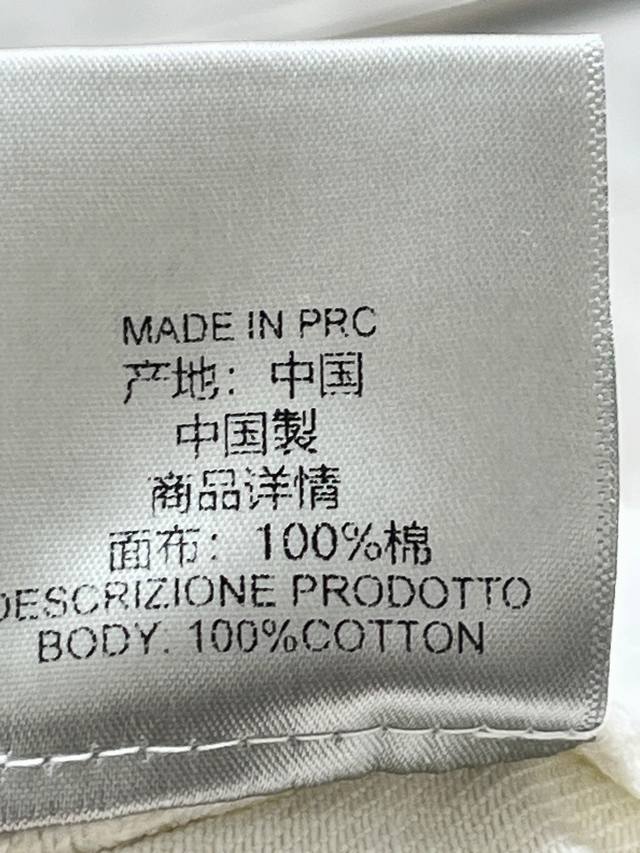 MADE IN PRC
产地：中国
中国製
商品详情
面布：100%棉
DESCRIZIONE PRODOTTO
BODY: 100%COTTON